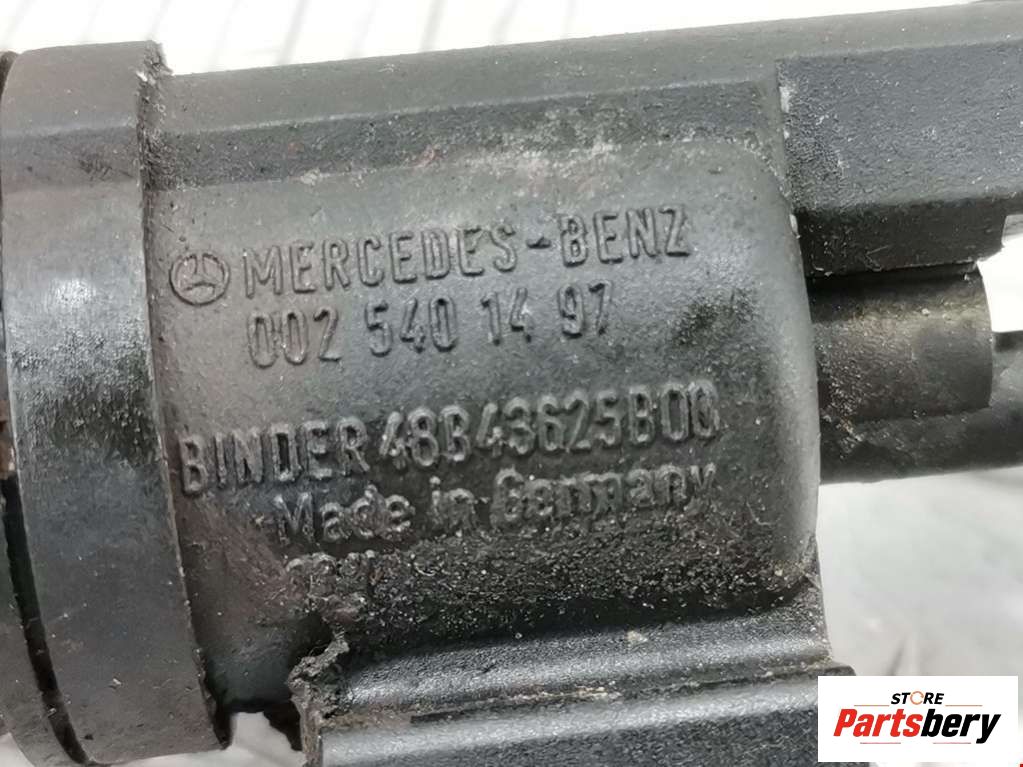 MERCEDES-BENZ
002 540 14 97
BINDER 48B43625B00
Made in Germany
STORE
Partsbery